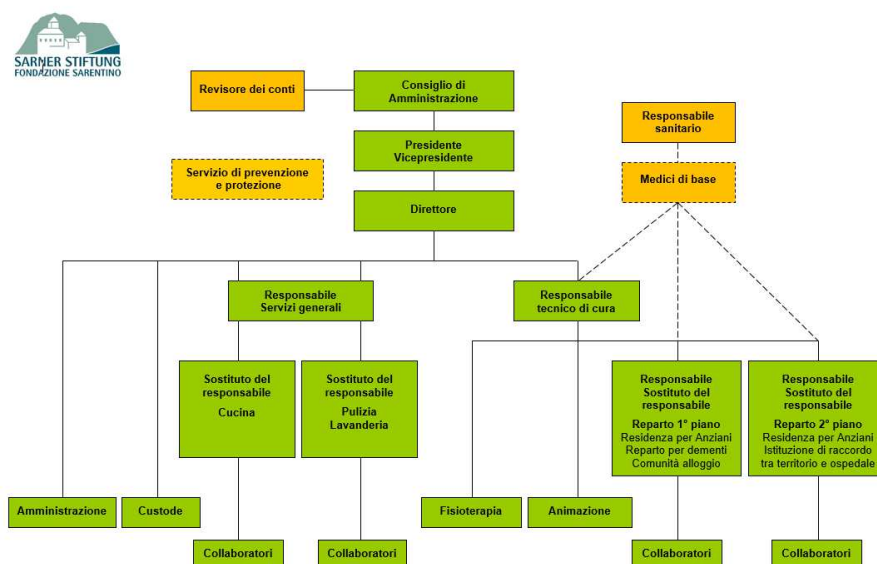 SARNER STIFTUNG
FONDAZIONE SARENTINO
Revisore dei conti
Consiglio di
Amministrazione
Responsabile
sanitario
Presidente
Vicepresidente
Servizio di prevenzione
e protezione
Medici di base
Direttore
Responsabile
Servizi generali
Responsabile
tecnico di cura
Sostituto del
responsabile
Cucina
Sostituto del
responsabile
Pulizia
Lavanderia
Responsabile
Sostituto del
responsabile
Reparto 1° piano
Residenza per Anziani
Reparto per dementi
Comunità alloggio
Responsabile
Sostituto del
responsabile
Reparto 2° piano
Residenza per Anziani
Istituzione di raccordo
tra territorio e ospedale
Amministrazione
Custode
Fisioterapia
Animazione
Collaboratori
Collaboratori
Collaboratori
Collaboratori